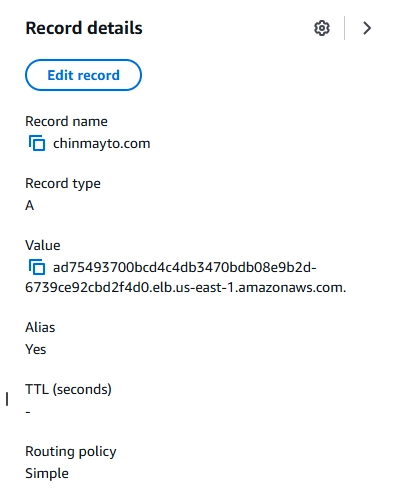 Record details
Edit record
Record name
chinmayto.com
Record type
A
Value
ad75493700bcd4c4db3470bdb08e9b2d-
6739ce92cbd2f4d0.elb.us-east-1.amazonaws.com.
Alias
Yes
TTL (seconds)
-
Routing policy
Simple